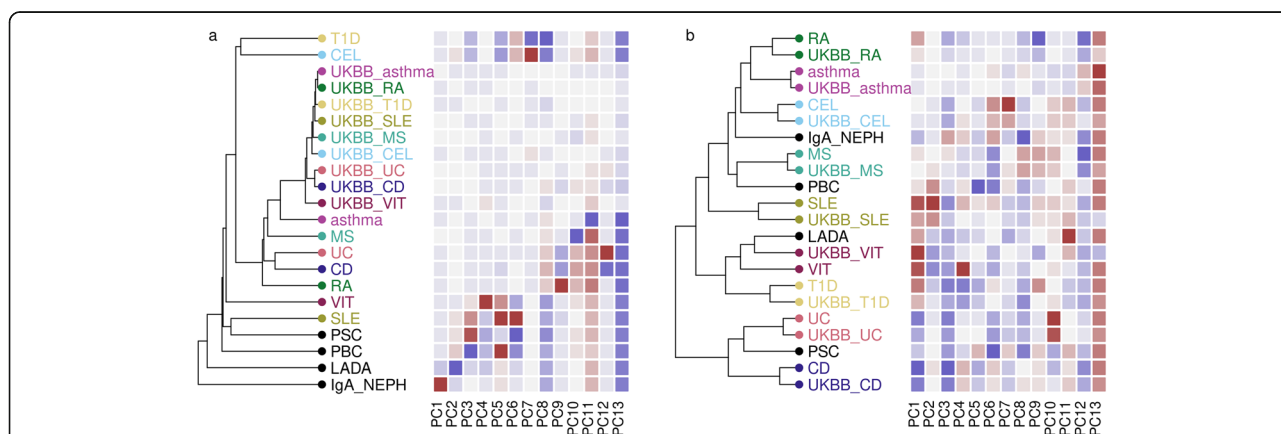 a
T1D
CEL
UKBB_asthma
UKBB_RA
UKBB_T1D
UKBB_SLE
UKBB_MS
UKBB_CEL
UKBB_UC
UKBB_CD
UKBB_VIT
asthma
MS
UC
CD
RA
VIT
SLE
PSC
PBC
LADA
IgA_NEPH
PC1 PC2 PC3 PC4 PC5 PC6 PC7 PC8 PC9 PC10 PC11 PC12 PC13
b
RA
UKBB_RA
asthma
UKBB_asthma
CEL
UKBB_CEL
IgA_NEPH
MS
UKBB_MS
PBC
SLE
UKBB_SLE
LADA
UKBB_VIT
VIT
T1D
UKBB_T1D
UC
UKBB_UC
PSC
CD
UKBB_CD
PC1 PC2 PC3 PC4 PC5 PC6 PC7 PC8 PC9 PC10 PC11 PC12 PC13